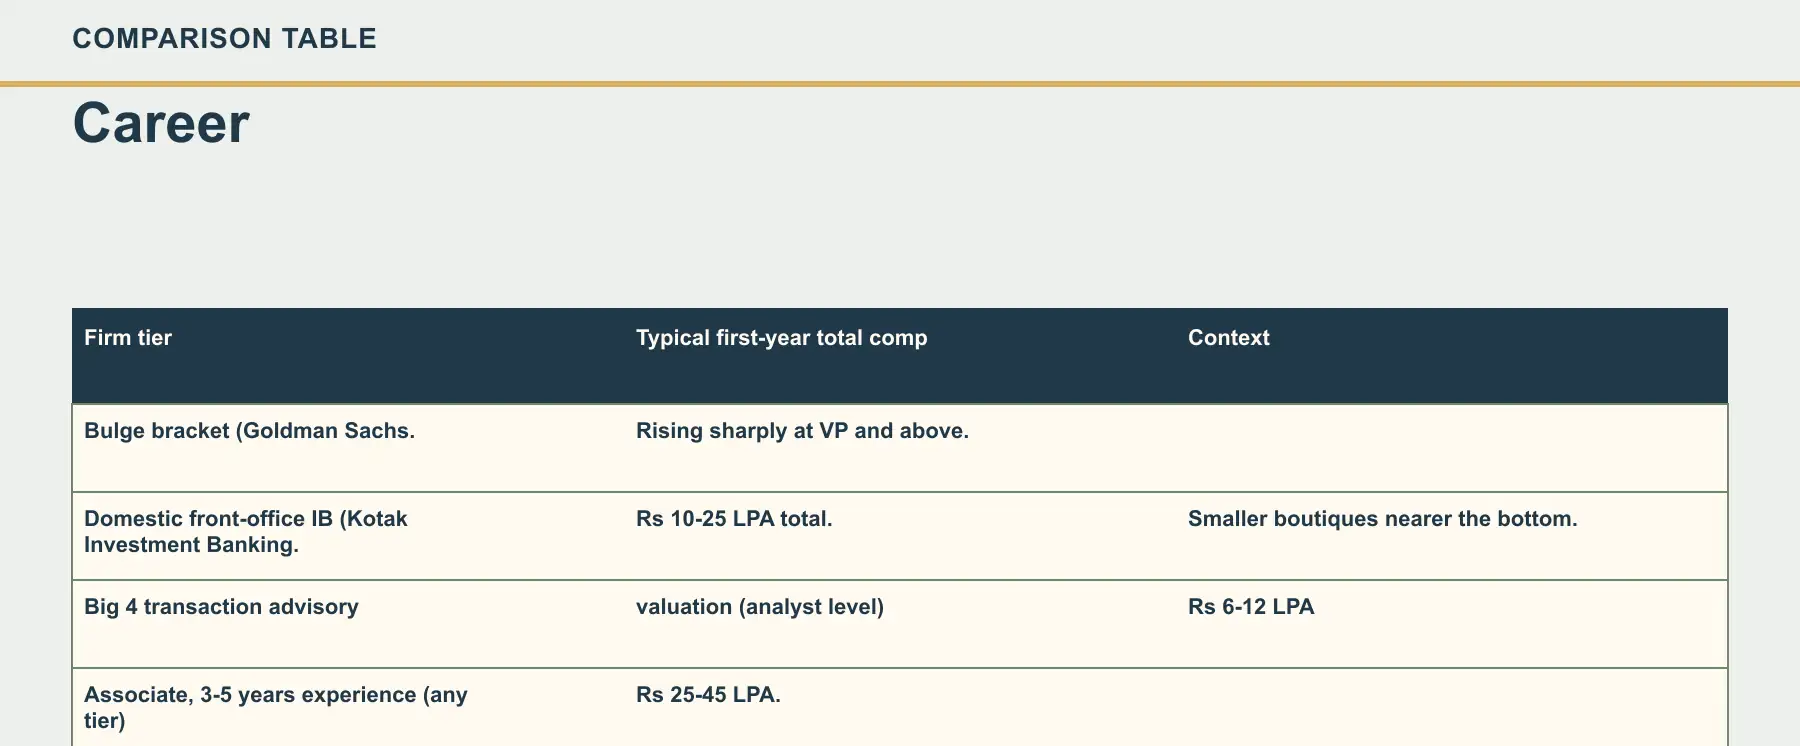 COMPARISON TABLE
Career
Firm tier
Typical first-year total comp
Context
Bulge bracket (Goldman Sachs.
Rising sharply at VP and above.
Domestic front-office IB (Kotak
Investment Banking.
Rs 10-25 LPA total.
Smaller boutiques nearer the bottom.
Big 4 transaction advisory
valuation (analyst level)
Rs 6-12 LPA
Associate, 3-5 years experience (any
tier)
Rs 25-45 LPA.